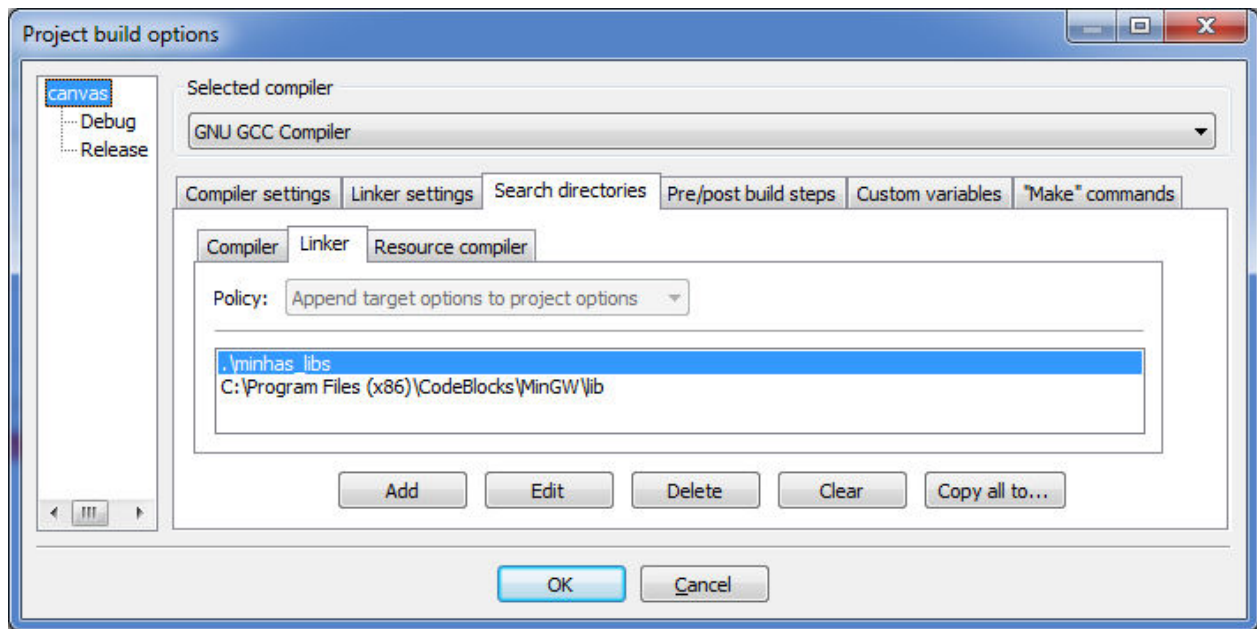 Project build options
canvas
Debug
Release
Selected compiler
GNU GCC Compiler
Compiler settings Linker settings Search directories Pre/post build steps Custom variables "Make" commands
Compiler Linker Resource compiler
Policy: Append target options to project options
.\minhas_libs
C:\Program Files (x86)\CodeBlocks\MinGW\lib
Add Edit Delete Clear Copy all to...
OK Cancel